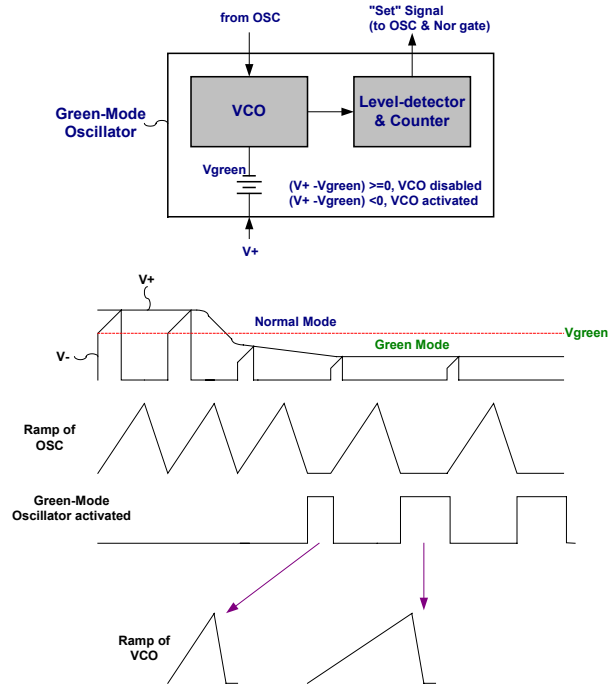 from OSC
"Set" Signal
(to OSC & Nor gate)
Green-Mode
Oscillator
VCO
Level-detector
& Counter
Vgreen
(V+ -Vgreen) >=0, VCO disabled
(V+ -Vgreen) <0, VCO activated
V+
V+
Normal Mode
Vgreen
Green Mode
V-
Ramp of
OSC
Green-Mode
Oscillator activated
Ramp of
VCO